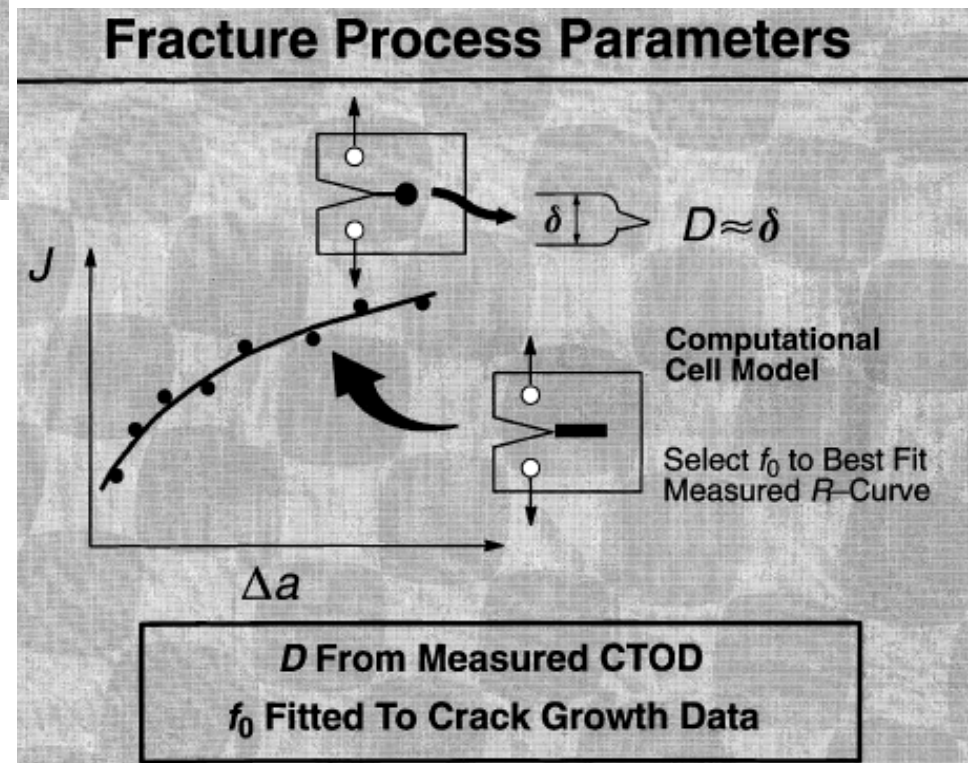 Fracture Process Parameters
δ
D≈δ
J
Computational
Cell Model
Select f₀ to Best Fit
Measured R–Curve
Δa
D From Measured CTOD
f₀ Fitted To Crack Growth Data